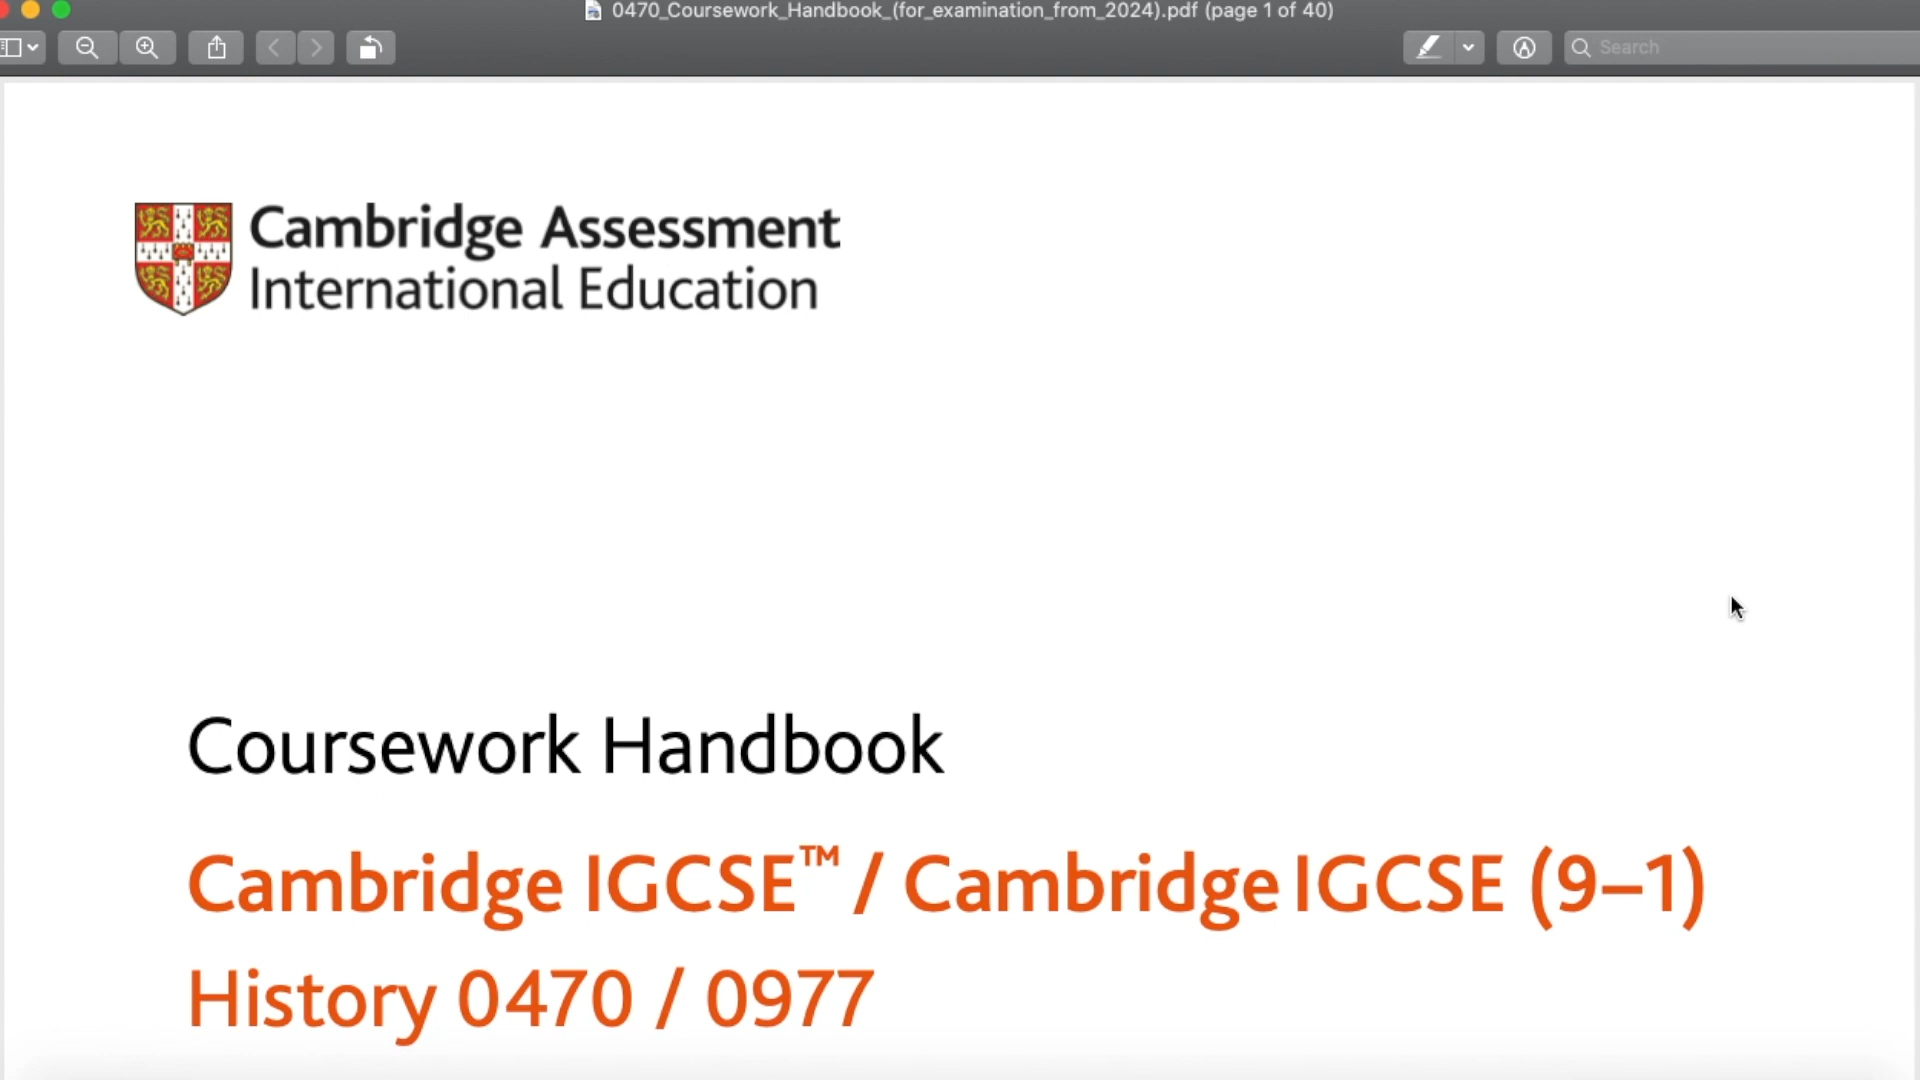 0470_Coursework_Handbook_(for_examination_from_2024).pdf (page 1 of 40)
Search
Cambridge Assessment
International Education
Coursework Handbook
Cambridge IGCSE™ / Cambridge IGCSE (9–1)
History 0470 / 0977